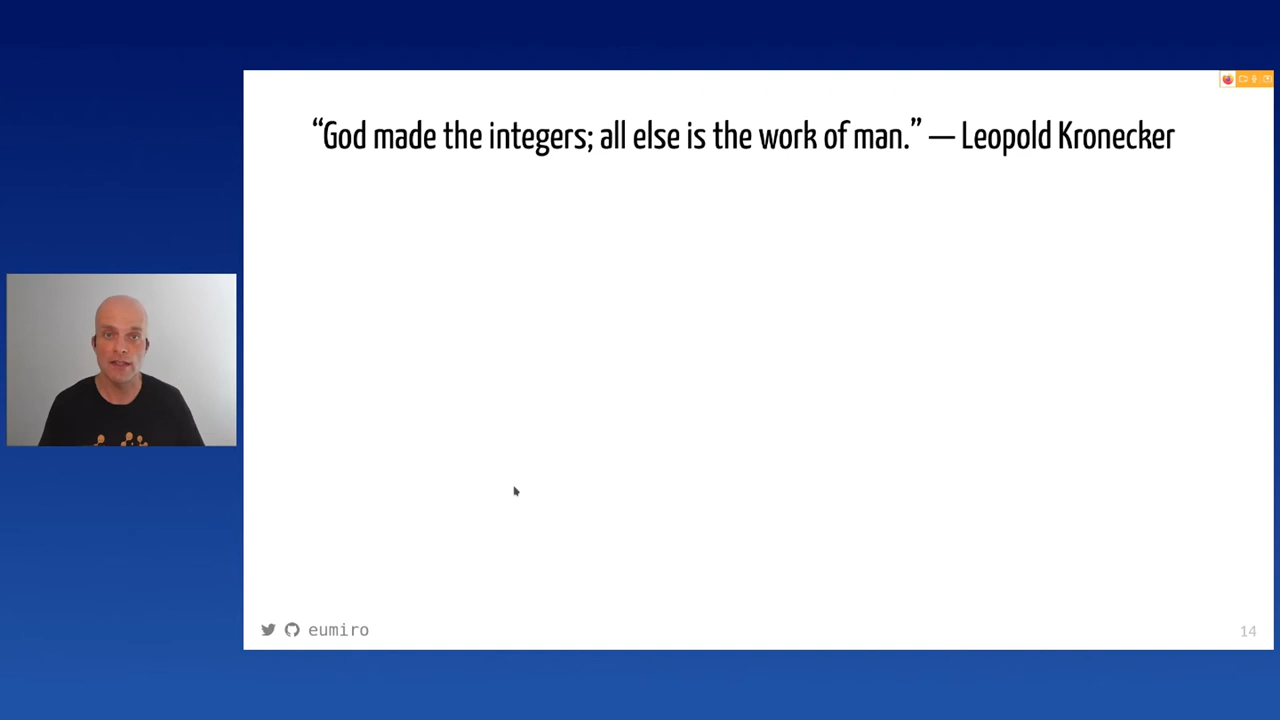 “God made the integers; all else is the work of man.” — Leopold Kronecker
eumiro
14